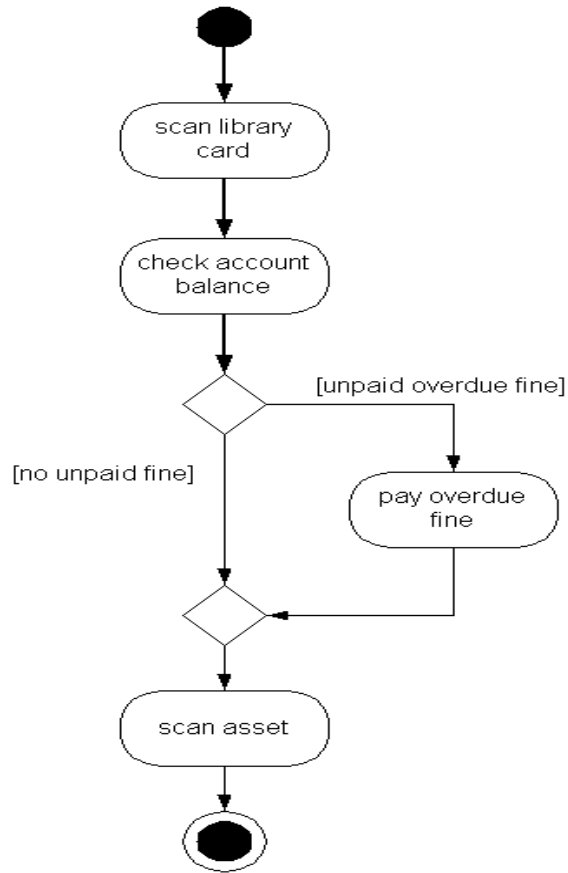 scan library
card
check account
balance
[unpaid overdue fine]
[no unpaid fine]
pay overdue
fine
scan asset